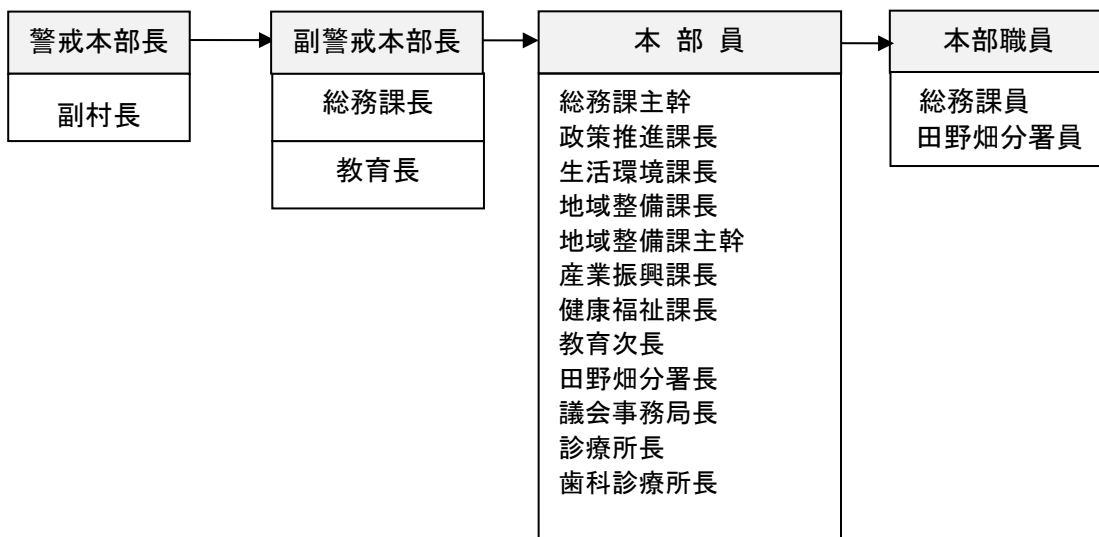 警戒本部長
副村長
副警戒本部長
総務課長
教育長
本 部 員
総務課主幹
政策推進課長
生活環境課長
地域整備課長
地域整備課主幹
産業振興課長
健康福祉課長
教育次長
田野畑分署長
議会事務局長
診療所長
歯科診療所長
本部職員
総務課員
田野畑分署員